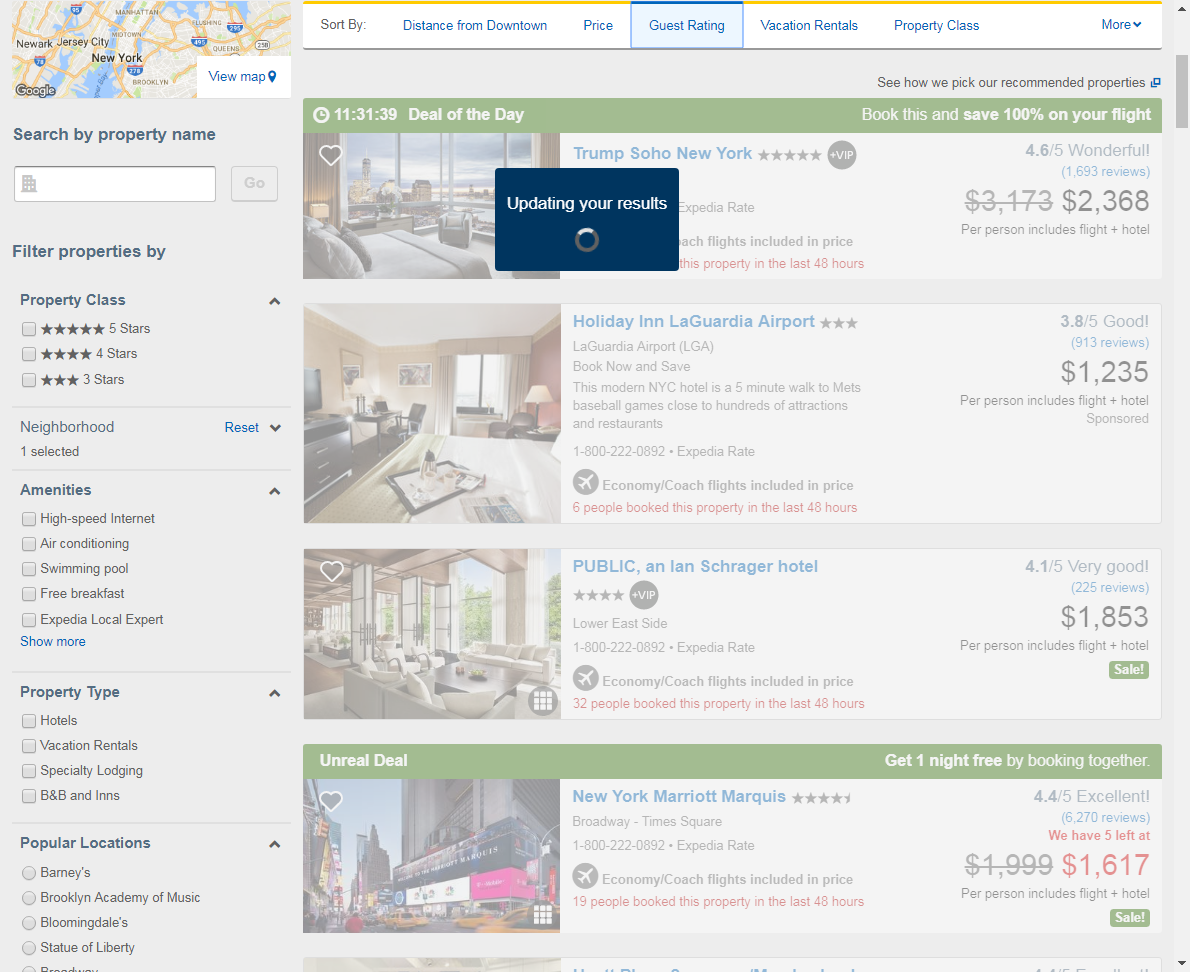 MANHATTAN
FLUSHING
MIDTOWN
Newark
Jersey City
495
295
25B
QUEENS
New York
78
278
BROOKLYN
Google
View map
Search by property name
Go
Filter properties by
Property Class
5 Stars
4 Stars
3 Stars
Neighborhood Reset
1 selected
Amenities
High-speed Internet
Air conditioning
Swimming pool
Free breakfast
Expedia Local Expert
Show more
Property Type
Hotels
Vacation Rentals
Specialty Lodging
B&B and Inns
Popular Locations
Barney's
Brooklyn Academy of Music
Bloomingdale's
Statue of Liberty
Broadway
Sort By: Distance from Downtown Price Guest Rating Vacation Rentals Property Class More
See how we pick our recommended properties
11:31:39 Deal of the Day Book this and save 100% on your flight
Trump Soho New York +VIP
4.6/5 Wonderful!
(1,693 reviews)
Updating your results
Expedia Rate
$3,173 $2,368
Per person includes flight + hotel
flights included in price
this property in the last 48 hours
Holiday Inn LaGuardia Airport
3.8/5 Good!
LaGuardia Airport (LGA)
(913 reviews)
Book Now and Save
$1,235
This modern NYC hotel is a 5 minute walk to Mets
baseball games close to hundreds of attractions
and restaurants
Per person includes flight + hotel
Sponsored
1-800-222-0892 • Expedia Rate
Economy/Coach flights included in price
6 people booked this property in the last 48 hours
PUBLIC, an Ian Schrager hotel
4.1/5 Very good!
+VIP
(225 reviews)
Lower East Side
$1,853
1-800-222-0892 • Expedia Rate
Per person includes flight + hotel
Sale!
Economy/Coach flights included in price
32 people booked this property in the last 48 hours
Unreal Deal Get 1 night free by booking together.
New York Marriott Marquis
4.4/5 Excellent!
Broadway - Times Square
(6,270 reviews)
We have 5 left at
1-800-222-0892 • Expedia Rate
$1,999 $1,617
Per person includes flight + hotel
Economy/Coach flights included in price
Sale!
19 people booked this property in the last 48 hours
MARQUIS